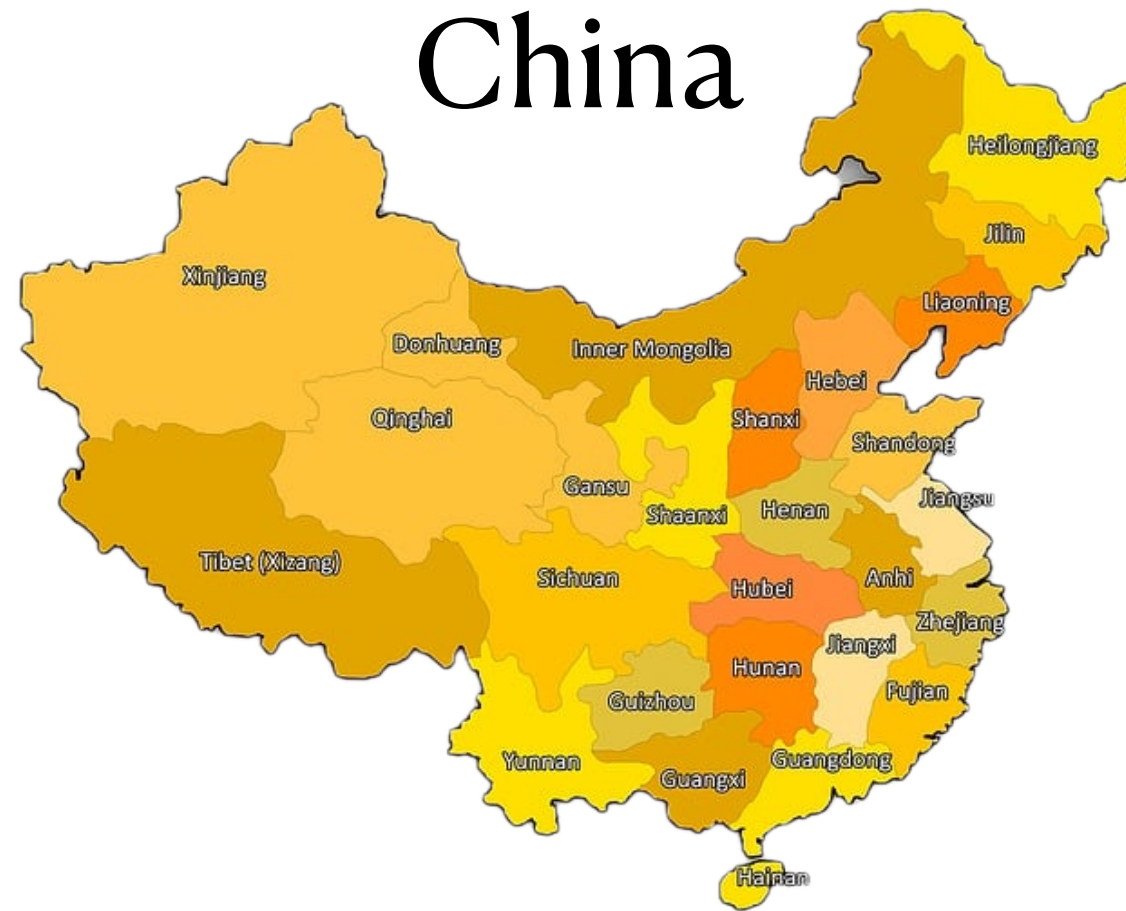 China
Heilongjiang
Jilin
Xinjiang
Liaoning
Donhuang
Inner Mongolia
Hebei
Qinghai
Shanxi
Shandong
Gansu
Jiangsu
Shaanxi
Henan
Tibet (Xizang)
Sichuan
Anhi
Hubei
Zhejiang
Jiangxi
Hunan
Fujian
Guizhou
Yunnan
Guangdong
Guangxi
Hainan